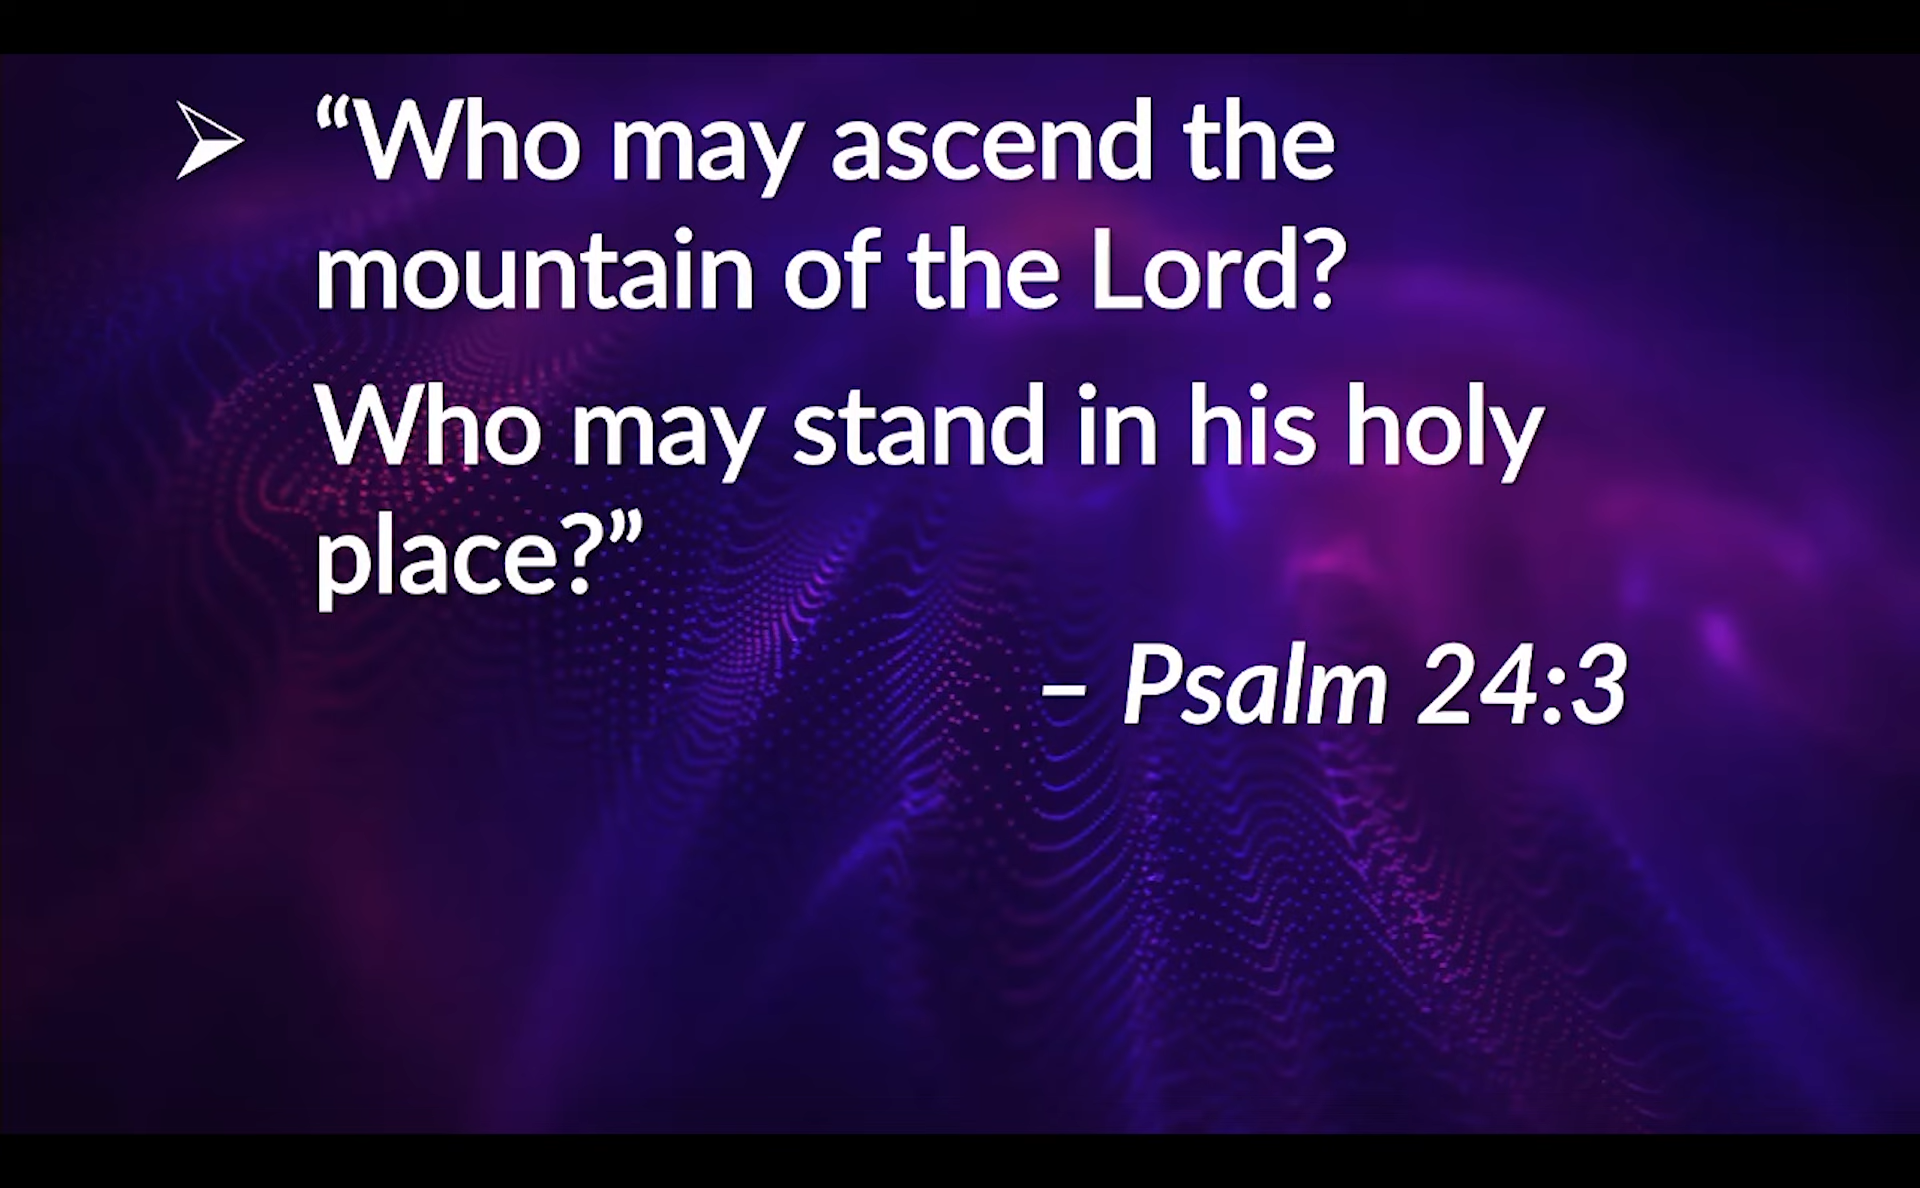 “Who may ascend the
mountain of the Lord?
Who may stand in his holy
place?”
– Psalm 24:3